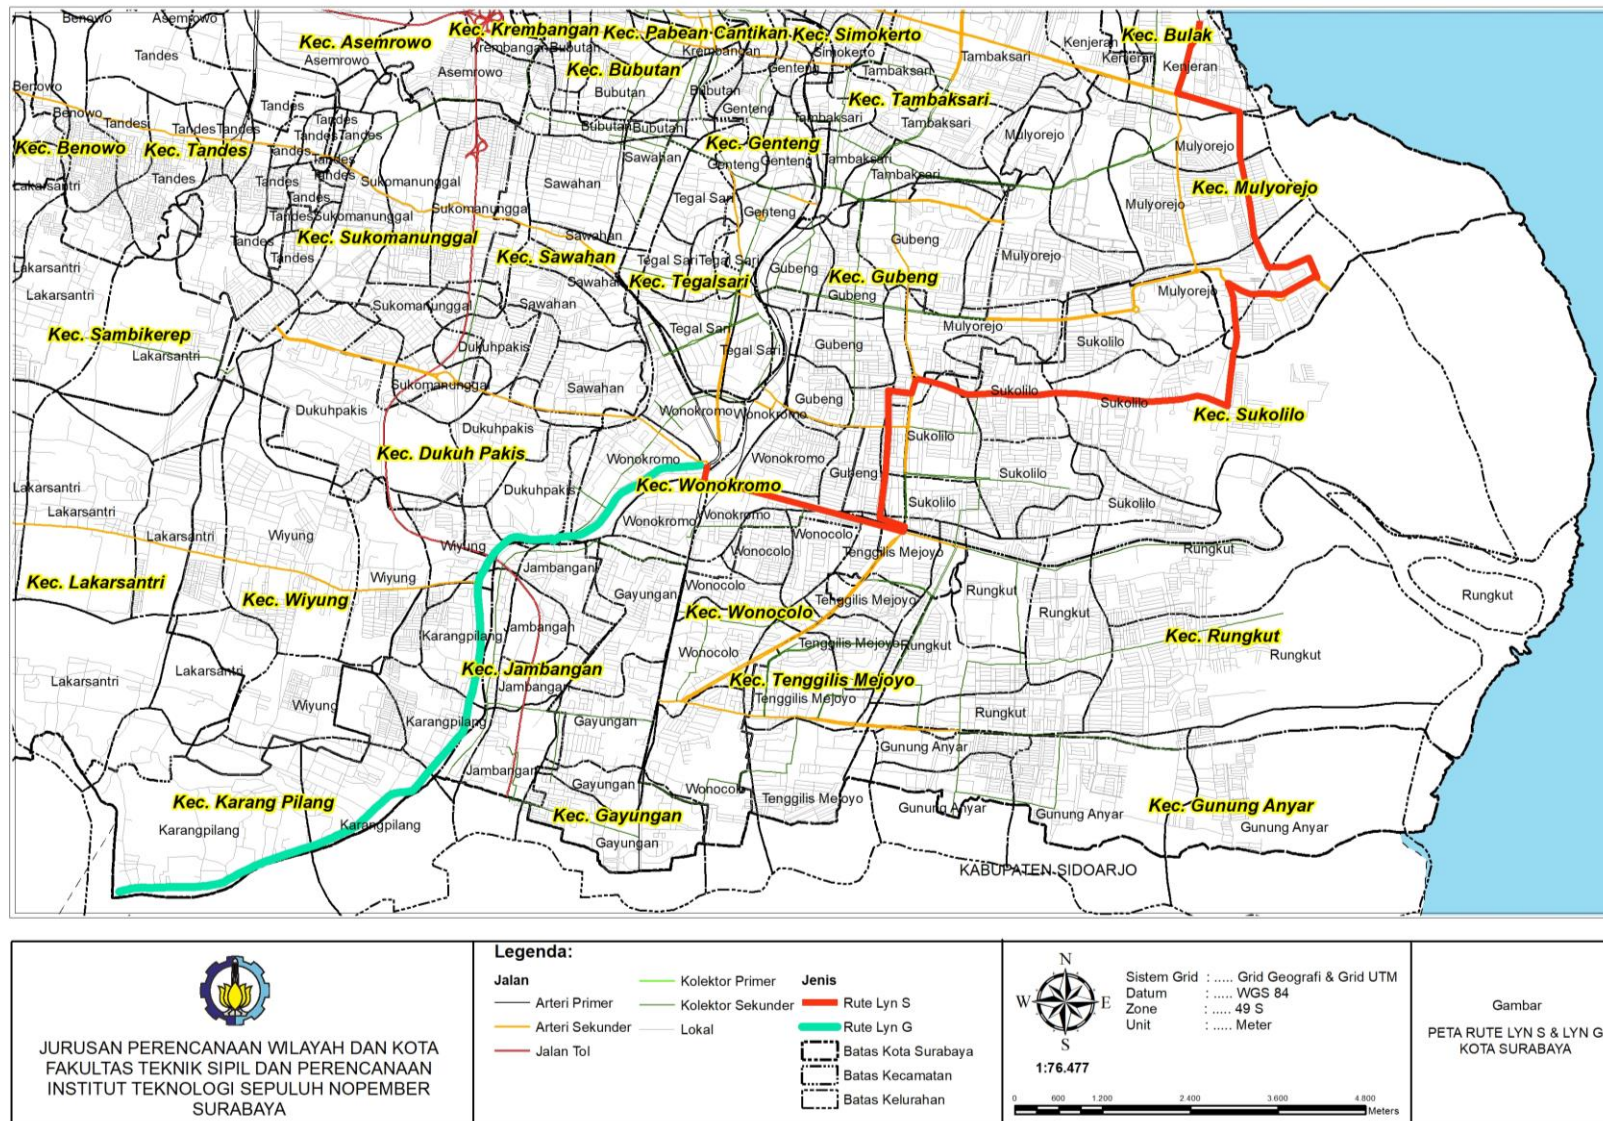 Benowo
Asemrowo
Kec. Asemrowo
Kec. Krembangan
Kec. Pabean Cantikan
Kec. Simokerto
Kec. Bulak
Tandes
Asemrowo
Krembangan
Bubutan
Krembangan
Simokerto
Tambaksari
Kenjeran
Kenjeran
Kenjeran
Asemrowo
Kec. Bubutan
Genteng
Tambaksari
Benowo
Bubutan
Bubutan
Kec. Tambaksari
Benowo
Tandes
Tandes
Tandes
Tandes
Genteng
Tambaksari
Tambaksari
Tandes
Tandes
Tandes
Bubutan
Bubutan
Mulyorejo
Kec. Benowo
Kec. Tandes
Tandes
Kec. Genteng
Mulyorejo
Tandes
Sawahan
Genteng
Genteng
Tambaksari
Lakarsantri
Tandes
Tandes
Tandes
Sukomanunggal
Sawahan
Tambaksari
Kec. Mulyorejo
Tandes
Tegal Sari
Mulyorejo
Tandes
Sukomanunggal
Sukomanunggal
Genteng
Kec. Sukomanunggal
Tandes
Sawahan
Gubeng
Tandes
Kec. Sawahan
Tegal Sari
Tegal Sari
Mulyorejo
Lakarsantri
Gubeng
Kec. Gubeng
Lakarsantri
Sawahan
Kec. Tegalsari
Sukomanunggal
Sawahan
Gubeng
Mulyorejo
Kec. Sambikerep
Tegal Sari
Mulyorejo
Lakarsantri
Dukuhpakis
Tegal Sari
Gubeng
Sukolilo
Sukomanungga
Sawahan
Sukolilo
Dukuhpakis
Wonokromo
Wonokromo
Gubeng
Sukolilo
Kec. Sukolilo
Dukuhpakis
Sukolilo
Kec. Dukuh Pakis
Wonokromo
Wonokromo
Lakarsantri
Dukuhpakis
Kec. Wonokromo
Gubeng
Sukolilo
Lakarsantri
Wonokromo
Wonokromo
Sukolilo
Sukolilo
Lakarsantri
Wiyung
Wonocolo
Wiyung
Wonocolo
Tenggilis Mejoyo
Rungkut
Kec. Lakarsantri
Wiyung
Jambangan
Wonocolo
Kec. Wiyung
Gayungan
Kec. Wonocolo
Tenggilis Mejoyo
Rungkut
Rungkut
Rungkut
Karangpilang
Jambangan
Kec. Rungkut
Lakarsantri
Kec. Jambangan
Wonocolo
Tenggilis Mejoyo
Rungkut
Rungkut
Lakarsantri
Jambangan
Kec. Tenggilis Mejoyo
Wiyung
Karangpilang
Gayungan
Tenggilis Mejoyo
Rungkut
Gunung Anyar
Jambangan
Gayungan
Wonocolo
Kec. Karang Pilang
Tenggilis Mejoyo
Gunung Anyar
Gunung Anyar
Kec. Gunung Anyar
Karangpilang
Karangpilang
Kec. Gayungan
Gunung Anyar
Gayungan
KABUPATEN SIDOARJO
JURUSAN PERENCANAAN WILAYAH DAN KOTA
FAKULTAS TEKNIK SIPIL DAN PERENCANAAN
INSTITUT TEKNOLOGI SEPULUH NOPEMBER
SURABAYA
Legenda:
Jalan
Arteri Primer
Arteri Sekunder
Jalan Tol
Kolektor Primer
Kolektor Sekunder
Lokal
Jenis
Rute Lyn S
Rute Lyn G
Batas Kota Surabaya
Batas Kecamatan
Batas Kelurahan
N
W E
S
1:76.477
Sistem Grid : ..... Grid Geografi & Grid UTM
Datum : ..... WGS 84
Zone : ..... 49 S
Unit : ..... Meter
0 600 1.200 2.400 3.600 4.800
Meters
Gambar
PETA RUTE LYN S & LYN G
KOTA SURABAYA